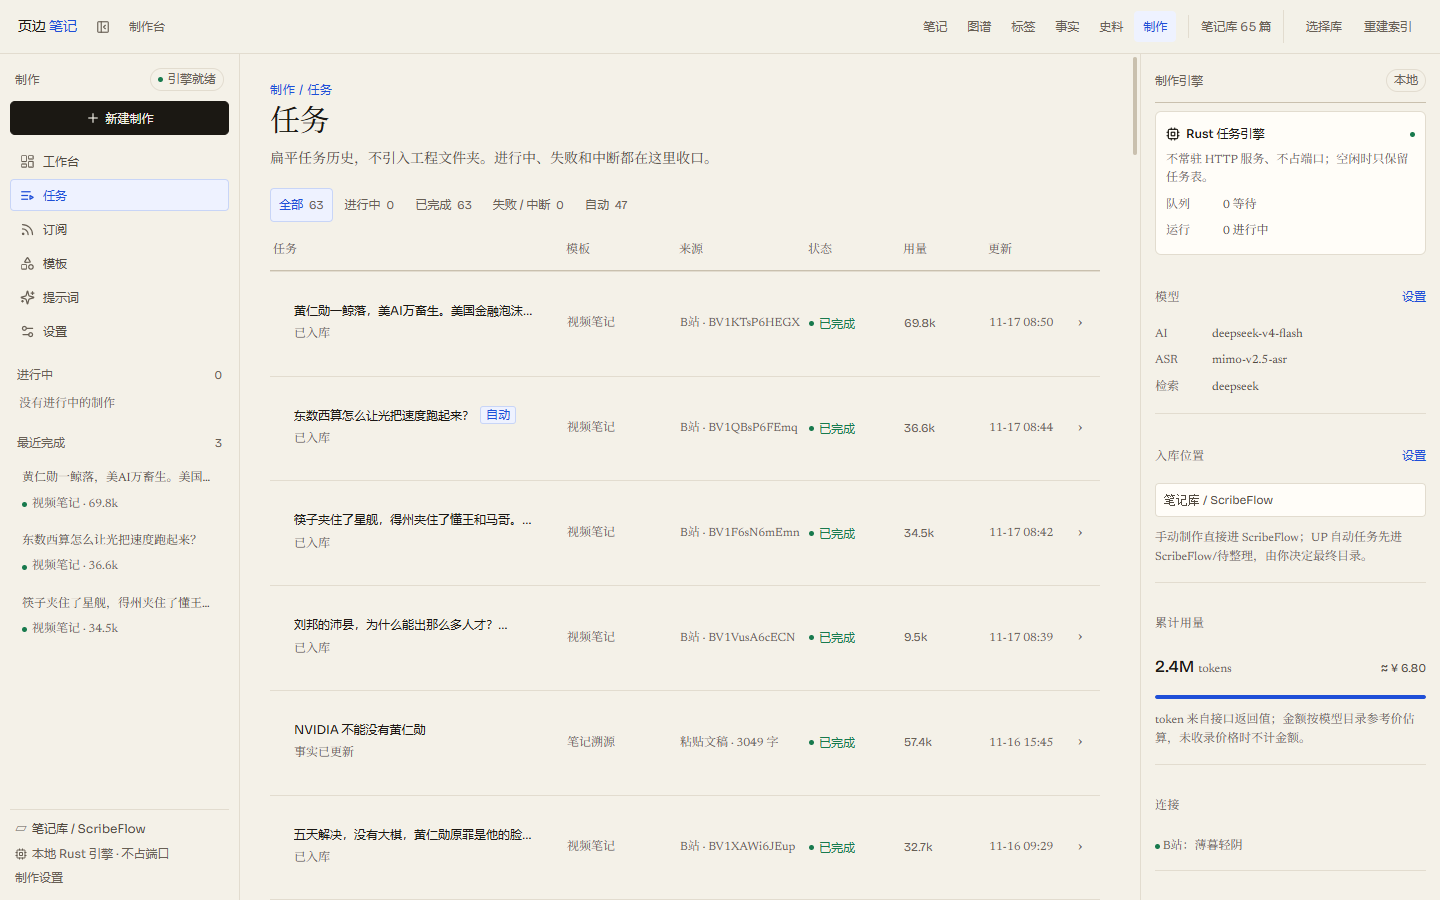 页边 笔记
制作台
笔记 图谱 标签 事实 史料 制作 笔记库 65 篇 选择库 重建索引
制作
引擎就绪
+ 新建制作
工作台
任务
订阅
模板
提示词
设置
进行中 0
没有进行中的制作
最近完成 3
黄仁勋一鲸落，美AI万畜生。美国...
视频笔记 · 69.8k
东数西算怎么让光把速度跑起来？
视频笔记 · 36.6k
筷子夹住了星舰，得州夹住了懂王...
视频笔记 · 34.5k
笔记库 / ScribeFlow
本地 Rust 引擎 · 不占端口
制作设置
制作 / 任务
任务
扁平任务历史，不引入工程文件夹。进行中、失败和中断都在这里收口。
全部 63 进行中 0 已完成 63 失败 / 中断 0 自动 47
任务 模板 来源 状态 用量 更新
黄仁勋一鲸落，美AI万畜生。美国金融泡沫...
已入库
视频笔记 B站 · BV1KTsP6HEGX 已完成 69.8k 11-17 08:50 ›
东数西算怎么让光把速度跑起来？ 自动
已入库
视频笔记 B站 · BV1QBsP6FEmq 已完成 36.6k 11-17 08:44 ›
筷子夹住了星舰，得州夹住了懂王和马哥。...
已入库
视频笔记 B站 · BV1F6sN6mEmn 已完成 34.5k 11-17 08:42 ›
刘邦的沛县，为什么能出那么多人才？...
已入库
视频笔记 B站 · BV1VusA6cECN 已完成 9.5k 11-17 08:39 ›
NVIDIA 不能没有黄仁勋
事实已更新
笔记溯源 粘贴文稿 · 3049 字 已完成 57.4k 11-16 15:45 ›
五天解决，没有大棋，黄仁勋原罪是他的脸...
已入库
视频笔记 B站 · BV1XAWi6JEup 已完成 32.7k 11-16 09:29 ›
制作引擎 本地
Rust 任务引擎
不常驻 HTTP 服务、不占端口；空闲时只保留
任务表。
队列 0 等待
运行 0 进行中
模型 设置
AI deepseek-v4-flash
ASR mimo-v2.5-asr
检索 deepseek
入库位置 设置
笔记库 / ScribeFlow
手动制作直接进 ScribeFlow；UP 自动任务先进
ScribeFlow/待整理，由你决定最终目录。
累计用量
2.4M tokens ≈ ¥ 6.80
token 来自接口返回值；金额按模型目录参考价估
算，未收录价格时不计金额。
连接
B站：薄暮轻阴